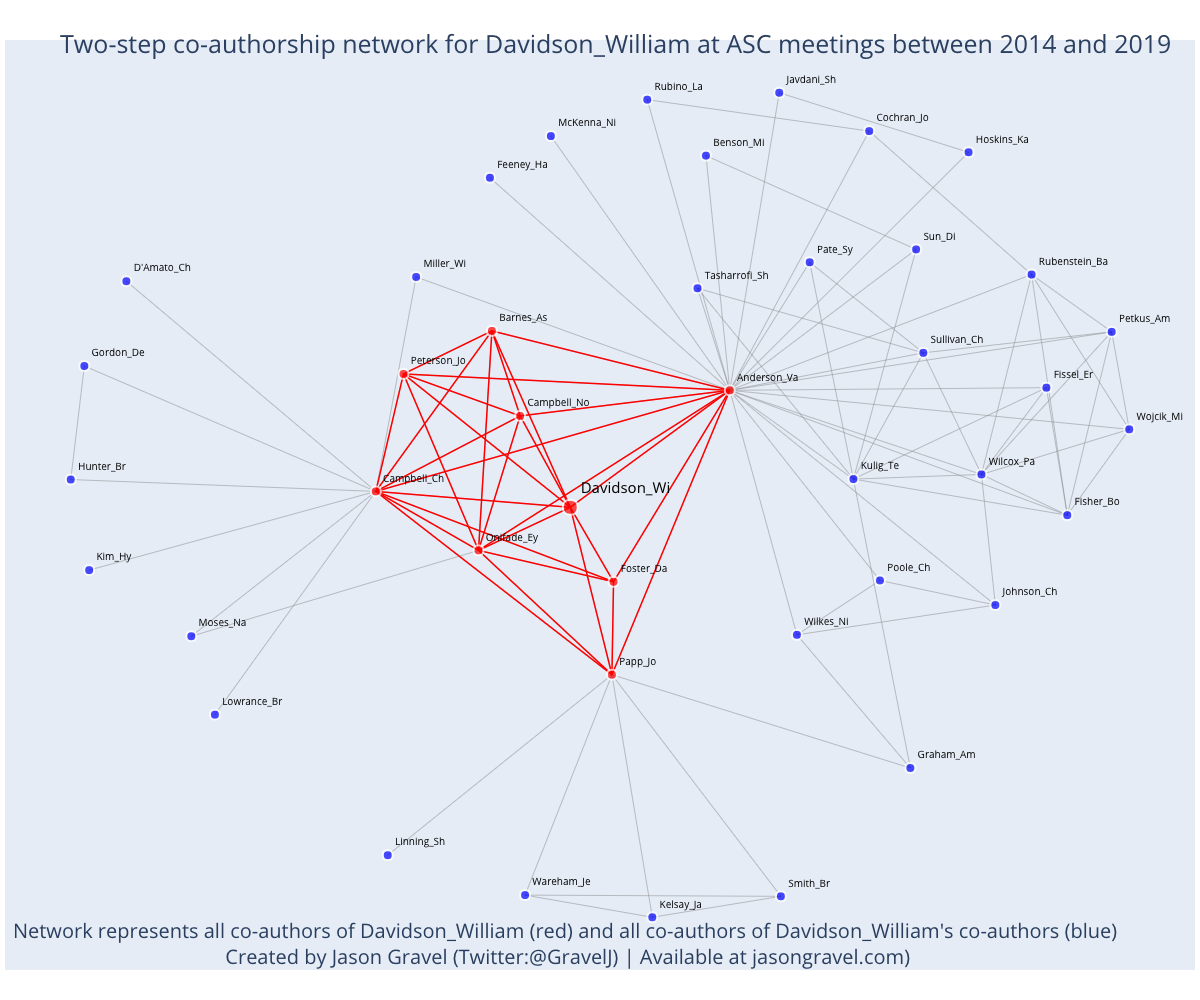 Two-step co-authorship network for Davidson_William at ASC meetings between 2014 and 2019
Rubino_La
Javdani_Sh
McKenna_Ni
Cochran_Jo
Benson_Mi
Hoskins_Ka
Feeney_Ha
Sun_Di
Pate_Sy
D'Amato_Ch
Miller_Wi
Tasharrofi_Sh
Rubenstein_Ba
Barnes_As
Petkus_Am
Gordon_De
Peterson_Jo
Sullivan_Ch
Anderson_Va
Fissel_Er
Campbell_No
Wojcik_Mi
Hunter_Br
Campbell_Ch
Kulig_Te
Wilcox_Pa
Davidson_Wi
Fisher_Bo
Onifade_Ey
Kim_Hy
Foster_Da
Poole_Ch
Johnson_Ch
Moses_Na
Wilkes_Ni
Papp_Jo
Lowrance_Br
Graham_Am
Linning_Sh
Wareham_Je
Smith_Br
Kelsay_Ja
Network represents all co-authors of Davidson_William (red) and all co-authors of Davidson_William's co-authors (blue)
Created by Jason Gravel (Twitter:@GravelJ) | Available at jasongravel.com)